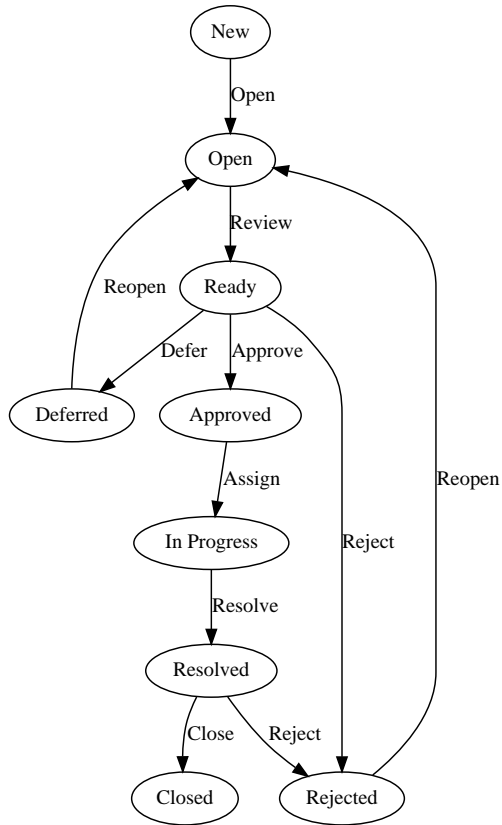 New
Open
Open
Review
Reopen
Ready
Defer
Approve
Deferred
Approved
Assign
Reopen
In Progress
Reject
Resolve
Resolved
Close
Reject
Closed
Rejected